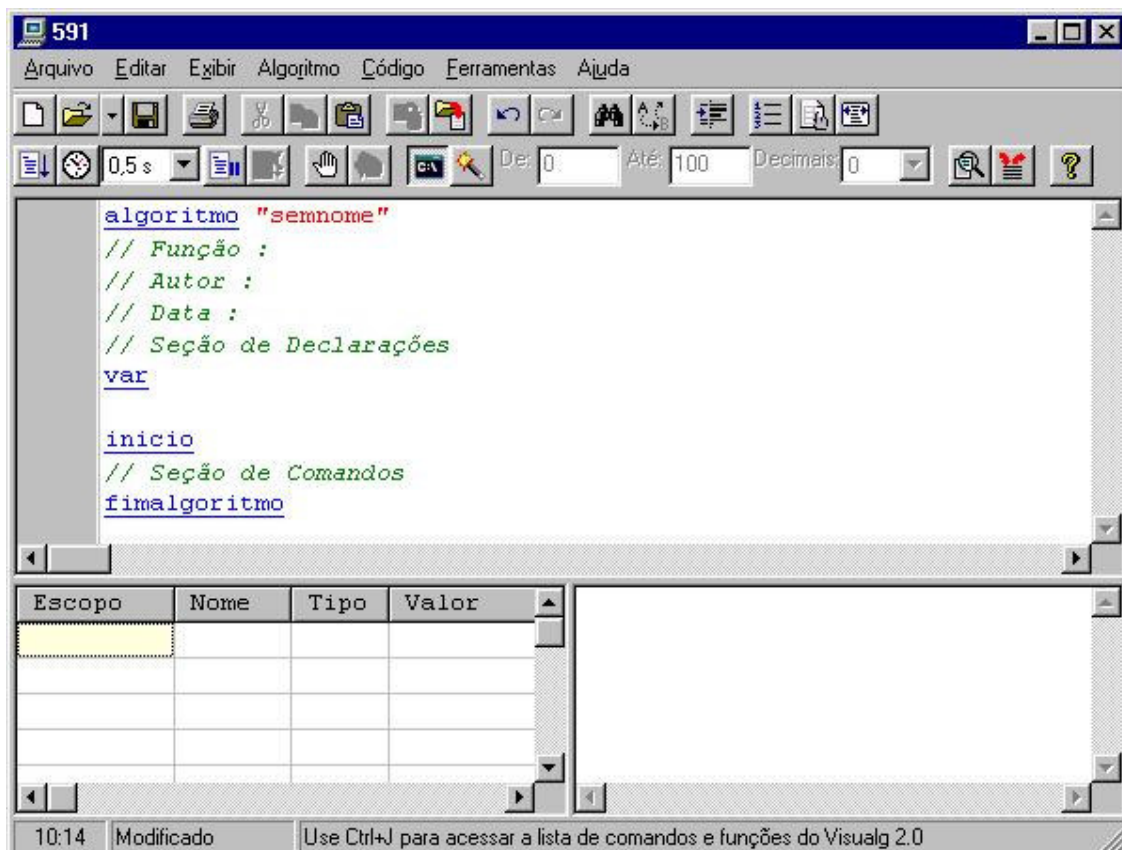 591
Arquivo Editar Exibir Algoritmo Código Ferramentas Ajuda
0,5 s De: 0 Até: 100 Decimais: 0
algoritmo "semnome"
// Função :
// Autor :
// Data :
// Seção de Declarações
var
inicio
// Seção de Comandos
fimalgoritmo
Escopo Nome Tipo Valor
10:14 Modificado Use Ctrl+J para acessar a lista de comandos e funções do Visualg 2.0